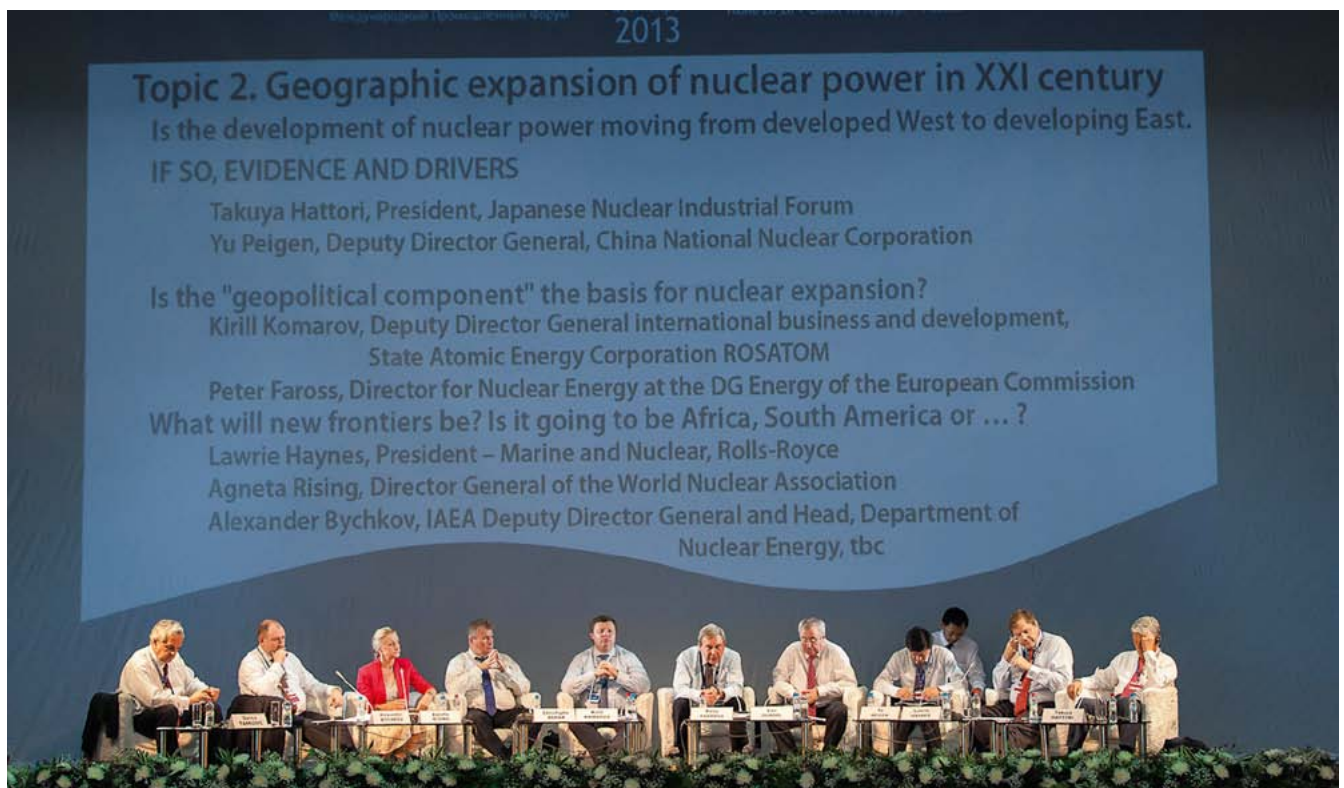 Международный Промышленный Форум
2013
Topic 2. Geographic expansion of nuclear power in XXI century
Is the development of nuclear power moving from developed West to developing East.
IF SO, EVIDENCE AND DRIVERS
Takuya Hattori, President, Japanese Nuclear Industrial Forum
Yu Peigen, Deputy Director General, China National Nuclear Corporation
Is the "geopolitical component" the basis for nuclear expansion?
Kirill Komarov, Deputy Director General international business and development,
State Atomic Energy Corporation ROSATOM
Peter Faross, Director for Nuclear Energy at the DG Energy of the European Commission
What will new frontiers be? Is it going to be Africa, South America or ... ?
Lawrie Haynes, President – Marine and Nuclear, Rolls-Royce
Agneta Rising, Director General of the World Nuclear Association
Alexander Bychkov, IAEA Deputy Director General and Head, Department of
Nuclear Energy, tbc